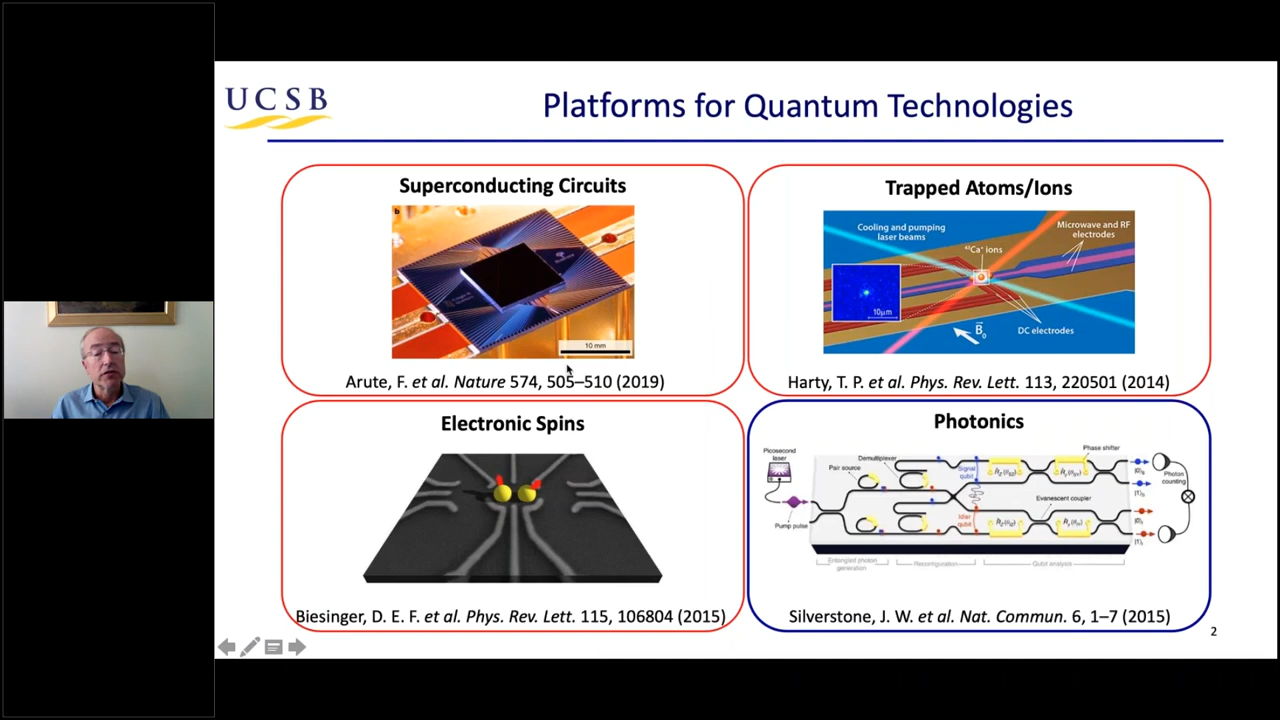 UCSB
Platforms for Quantum Technologies
Superconducting Circuits
b
10 mm
Arute, F. et al. Nature 574, 505–510 (2019)
Trapped Atoms/Ions
Cooling and pumping
laser beams
Microwave and RF
electrodes
⁴³Ca⁺ ions
10μm
DC electrodes
B₀
Harty, T. P. et al. Phys. Rev. Lett. 113, 220501 (2014)
Electronic Spins
Biesinger, D. E. F. et al. Phys. Rev. Lett. 115, 106804 (2015)
Photonics
Picosecond
laser
Pump pulse
Pair source
Demultiplexer
Signal
qubit
Idler
qubit
Phase shifter
Evanescent coupler
Photon
counting
Entangled photon
generation
Reconfiguration
Qubit analysis
Silverstone, J. W. et al. Nat. Commun. 6, 1–7 (2015)
2